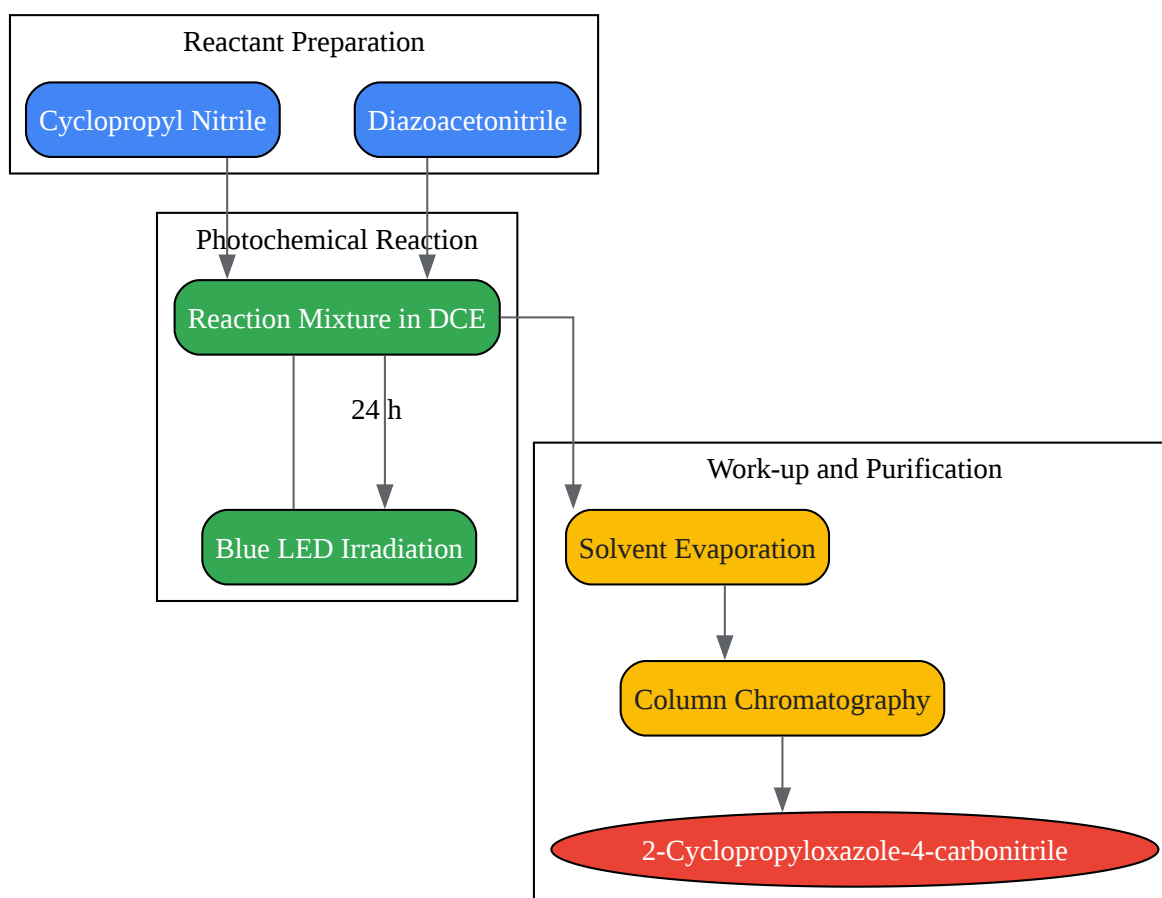 Reactant Preparation
Cyclopropyl Nitrile
Diazoacetonitrile
Photochemical Reaction
Reaction Mixture in DCE
24 h
Blue LED Irradiation
Work-up and Purification
Solvent Evaporation
Column Chromatography
2-Cyclopropyloxazole-4-carbonitrile